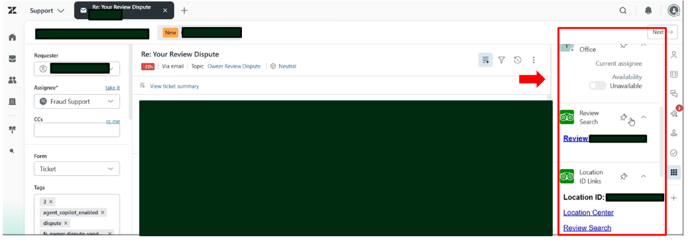 Support
Re: Your Review Dispute
New
Next
Requester
Assignee*
take it
Fraud Support
CCs
cc me
Form
Ticket
Tags
3
agent_copilot_enabled
dispute
Re: Your Review Dispute
Via email
Topic
Owner Review Dispute
Neutral
View ticket summary
Office
Current assignee
Availability
Unavailable
Review
Search
Review
Location
ID Links
Location ID:
Location Center
Review Search